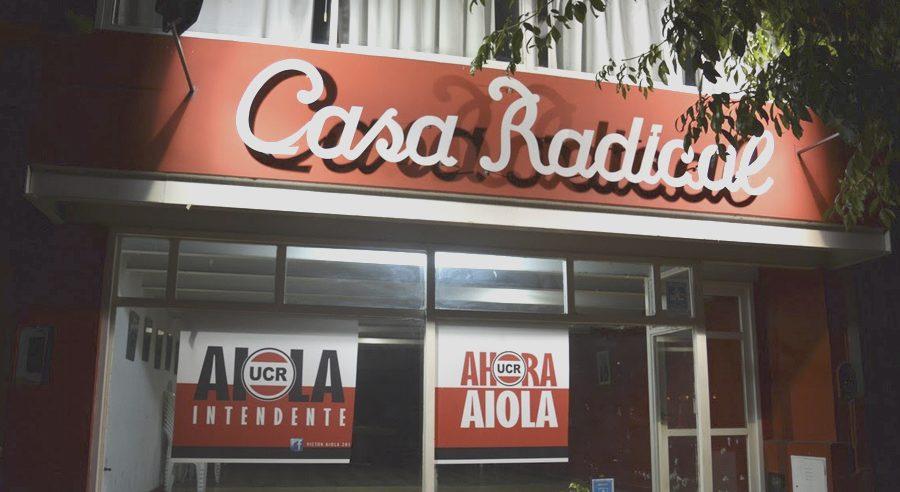 Casa Radical
AIOLA
UCR
INTENDENTE
AHORA
UCR
AIOLA